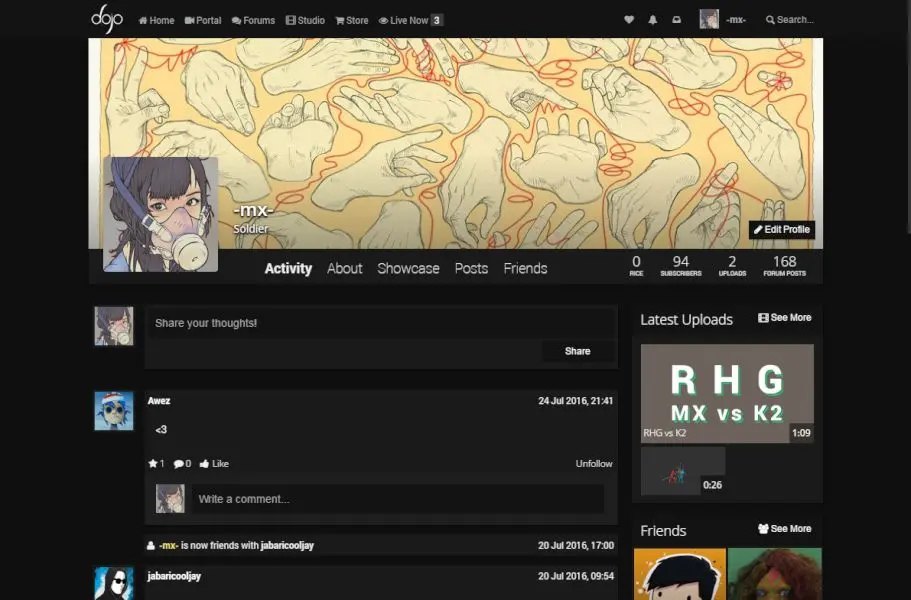 dojo Home Portal Forums Studio Store Live Now 3 -mx- Search...
-mx-
Soldier
Edit Profile
Activity About Showcase Posts Friends
0 94 2 168
RICE SUBSCRIBERS UPLOADS FORUM POSTS
Share your thoughts!
Share
Awez 24 Jul 2016, 21:41
<3
1 0 Like Unfollow
Write a comment...
-mx- is now friends with jabaricooljay 20 Jul 2016, 17:00
jabaricooljay 20 Jul 2016, 09:54
Latest Uploads See More
R H G
MX vs K2
RHG vs K2 1:09
0:26
Friends See More